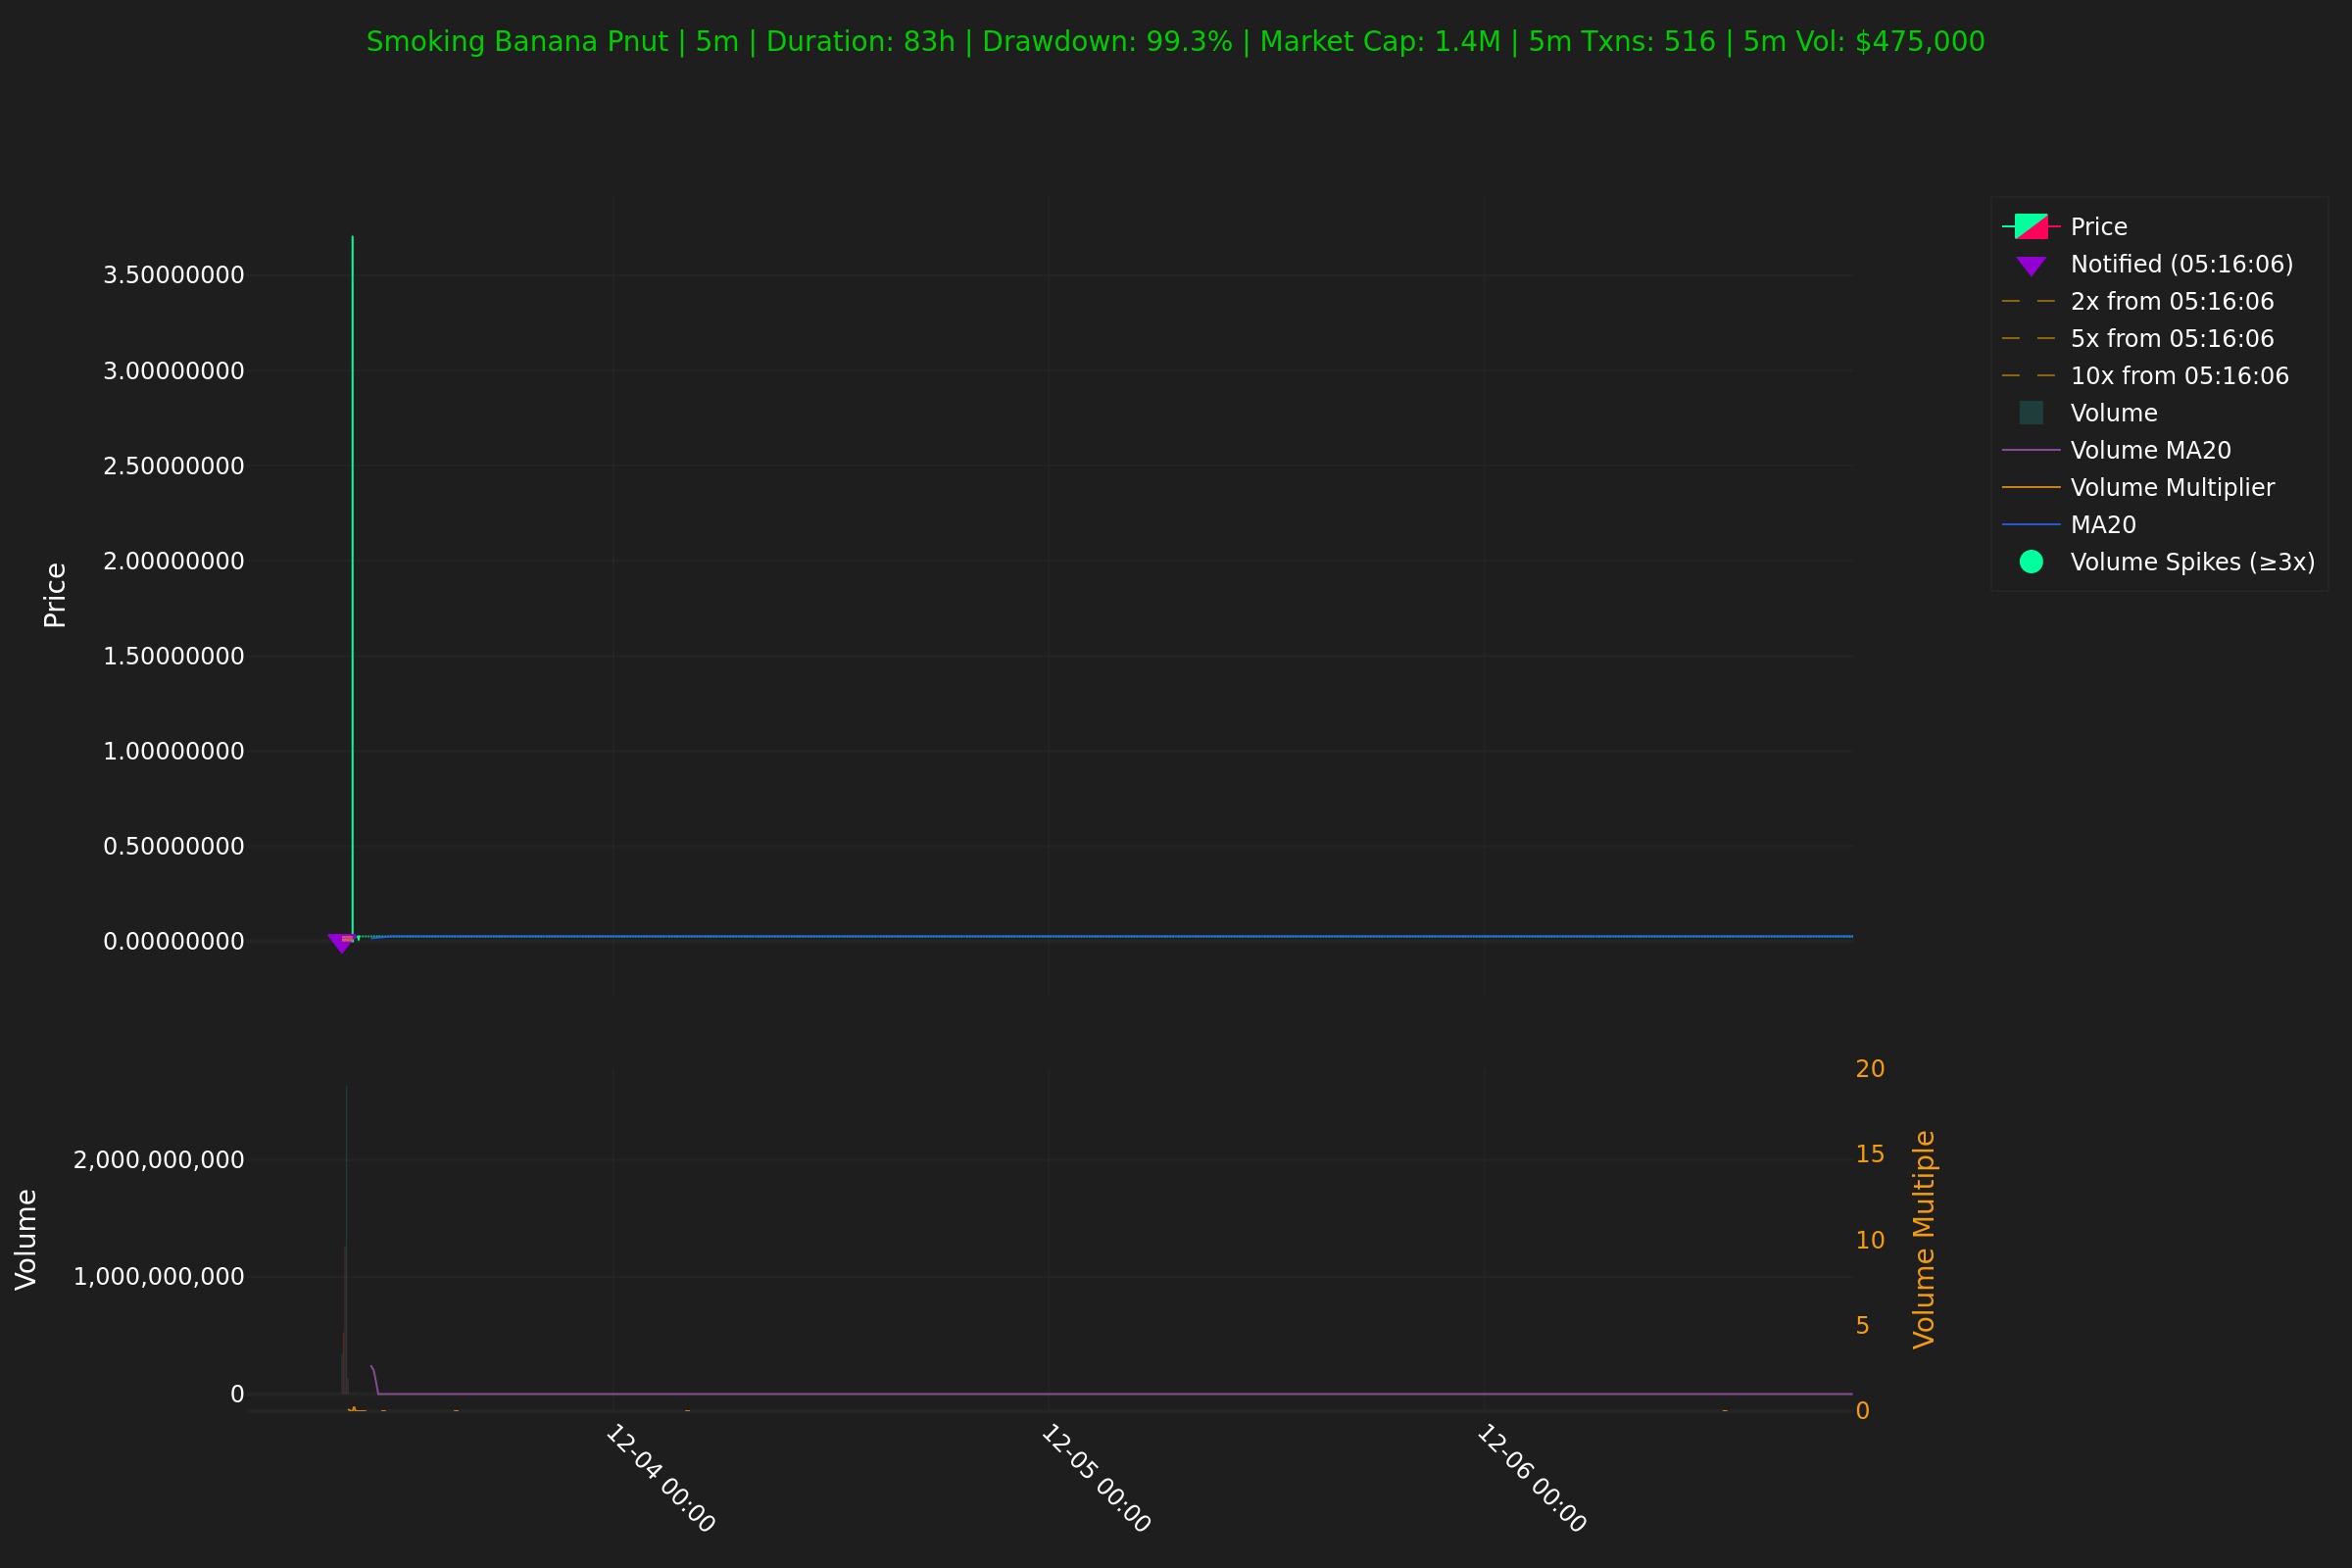 Smoking Banana Pnut | 5m | Duration: 83h | Drawdown: 99.3% | Market Cap: 1.4M | 5m Txns: 516 | 5m Vol: $475,000
Price
3.50000000
3.00000000
2.50000000
2.00000000
1.50000000
1.00000000
0.50000000
0.00000000
Price
Notified (05:16:06)
2x from 05:16:06
5x from 05:16:06
10x from 05:16:06
Volume
Volume MA20
Volume Multiplier
MA20
Volume Spikes (≥3x)
Volume
2,000,000,000
1,000,000,000
0
20
15
10
5
0
Volume Multiple
12-04 00:00
12-05 00:00
12-06 00:00